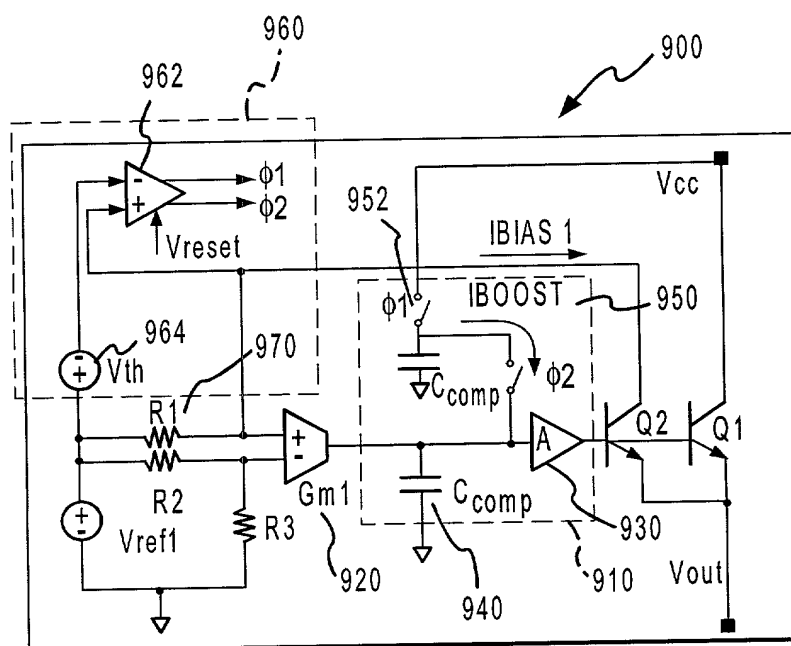 960
962
900
-
+
ϕ1
ϕ2
Vreset
Vcc
952
IBIAS 1
ϕ1
IBOOST
950
964
-
+
Vth
970
Ccomp
ϕ2
R1
+
-
A
Q2
Q1
R2
Gm1
Ccomp
930
+
-
Vref1
R3
920
940
910
Vout